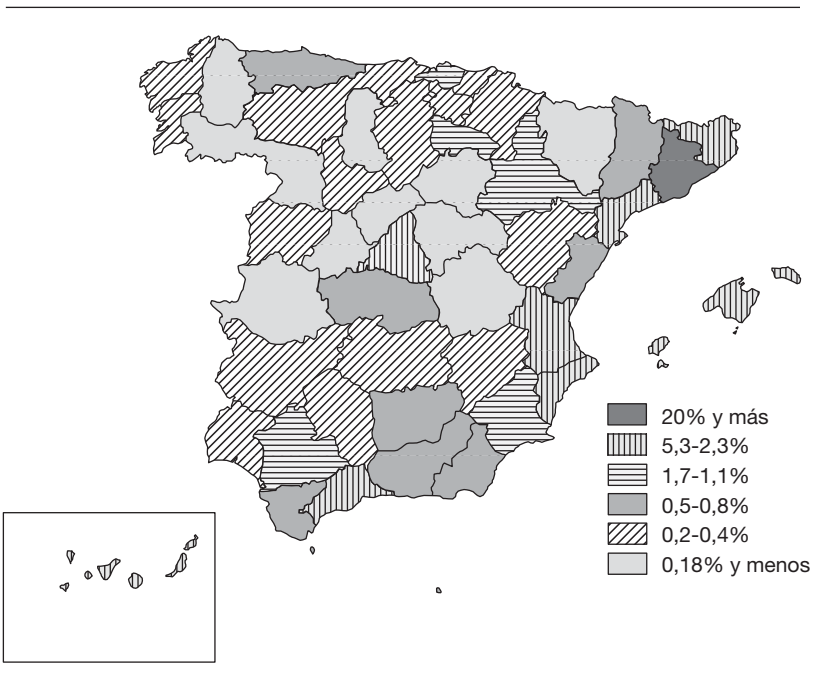 20% y más
5,3-2,3%
1,7-1,1%
0,5-0,8%
0,2-0,4%
0,18% y menos